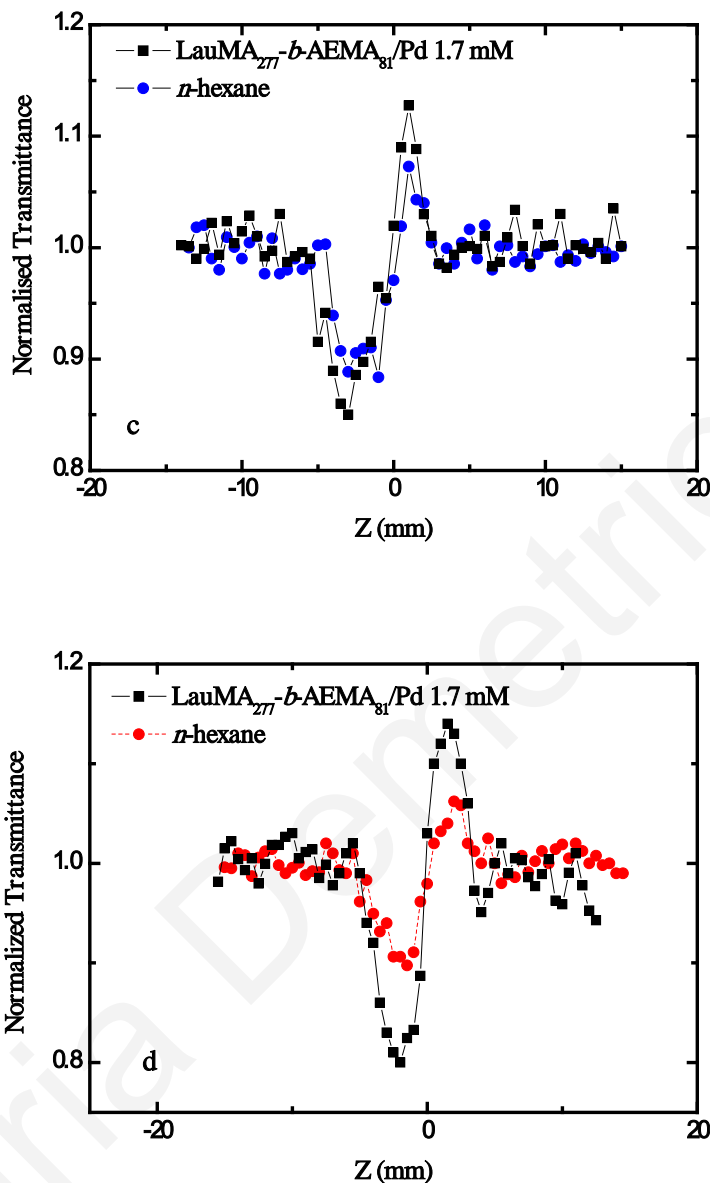 1.2
LauMA277-b-AEMA81/Pd 1.7 mM
n-hexane
1.1
1.0
0.9
0.8
Normalised Transmittance
c
-20 -10 0 10 20
Z (mm)
1.2
LauMA277-b-AEMA81/Pd 1.7 mM
n-hexane
1.0
0.8
Normalized Transmittance
d
-20 0 20
Z (mm)
ria Demetrio